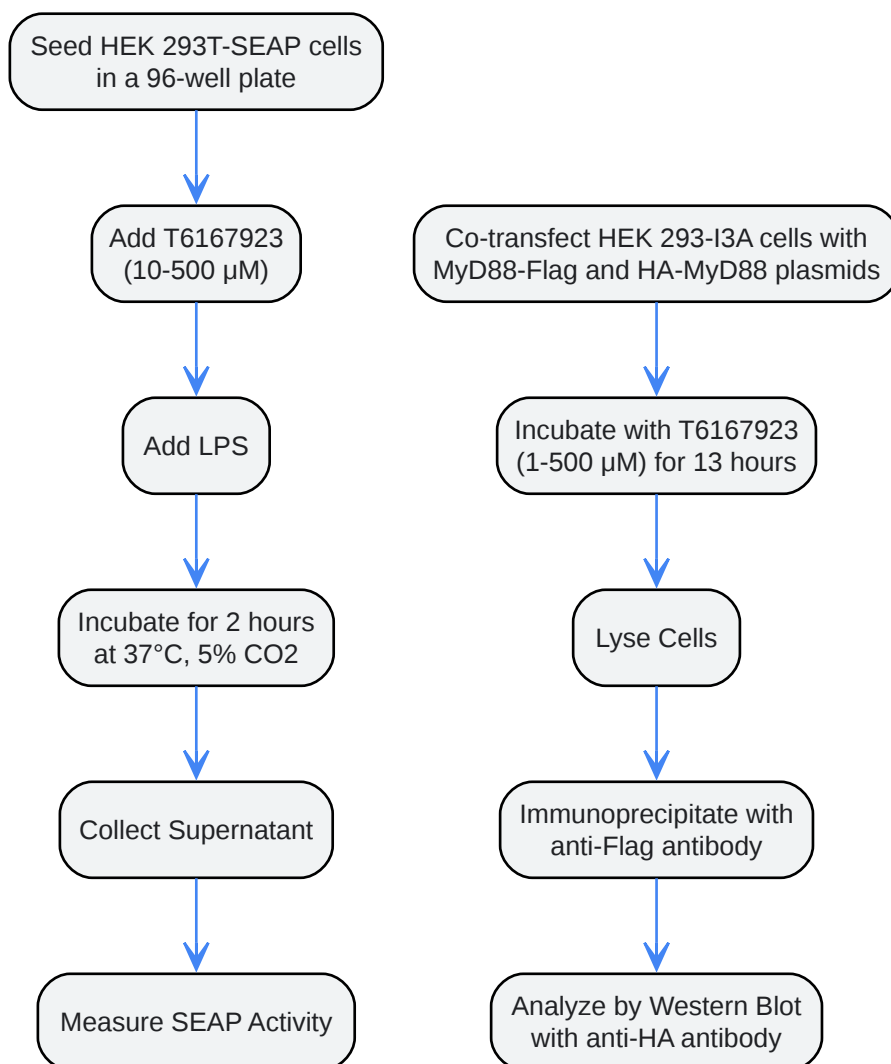 Seed HEK 293T-SEAP cells
in a 96-well plate
Add T6167923
(10-500 μM)
Add LPS
Incubate for 2 hours
at 37°C, 5% CO2
Collect Supernatant
Measure SEAP Activity
Co-transfect HEK 293-I3A cells with
MyD88-Flag and HA-MyD88 plasmids
Incubate with T6167923
(1-500 μM) for 13 hours
Lyse Cells
Immunoprecipitate with
anti-Flag antibody
Analyze by Western Blot
with anti-HA antibody